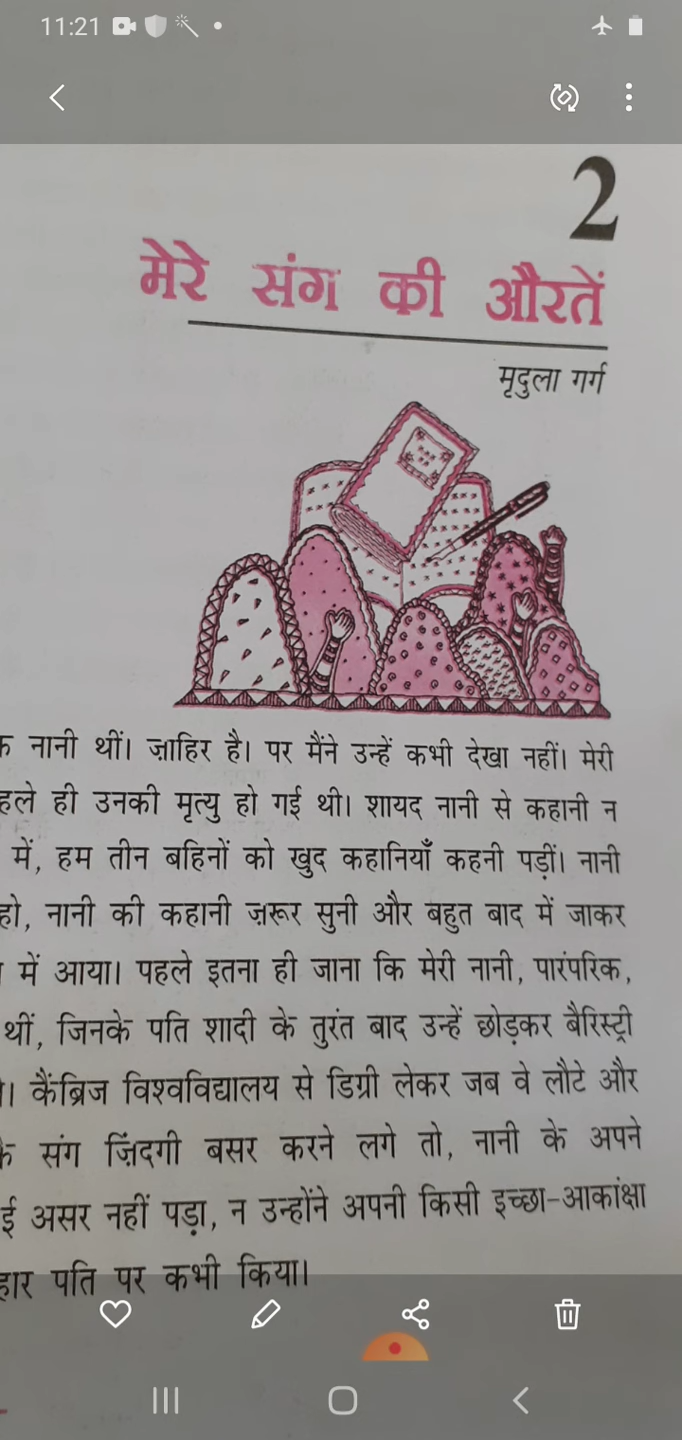 11:21
2
मेरे संग की औरतें
मृदुला गर्ग
नानी थीं। ज़ाहिर है। पर मैंने उन्हें कभी देखा नहीं। मेरी
ही उनकी मृत्यु हो गई थी। शायद नानी से कहानी न
में, हम तीन बहिनों को खुद कहानियाँ कहनी पड़ीं। नानी
हो, नानी की कहानी ज़रूर सुनी और बहुत बाद में जाकर
में आया। पहले इतना ही जाना कि मेरी नानी, पारंपरिक,
थीं, जिनके पति शादी के तुरंत बाद उन्हें छोड़कर बैरिस्ट्री
कैंब्रिज विश्वविद्यालय से डिग्री लेकर जब वे लौटे और
संग ज़िंदगी बसर करने लगे तो, नानी के अपने
असर नहीं पड़ा, न उन्होंने अपनी किसी इच्छा-आकांक्षा
पति पर कभी किया।